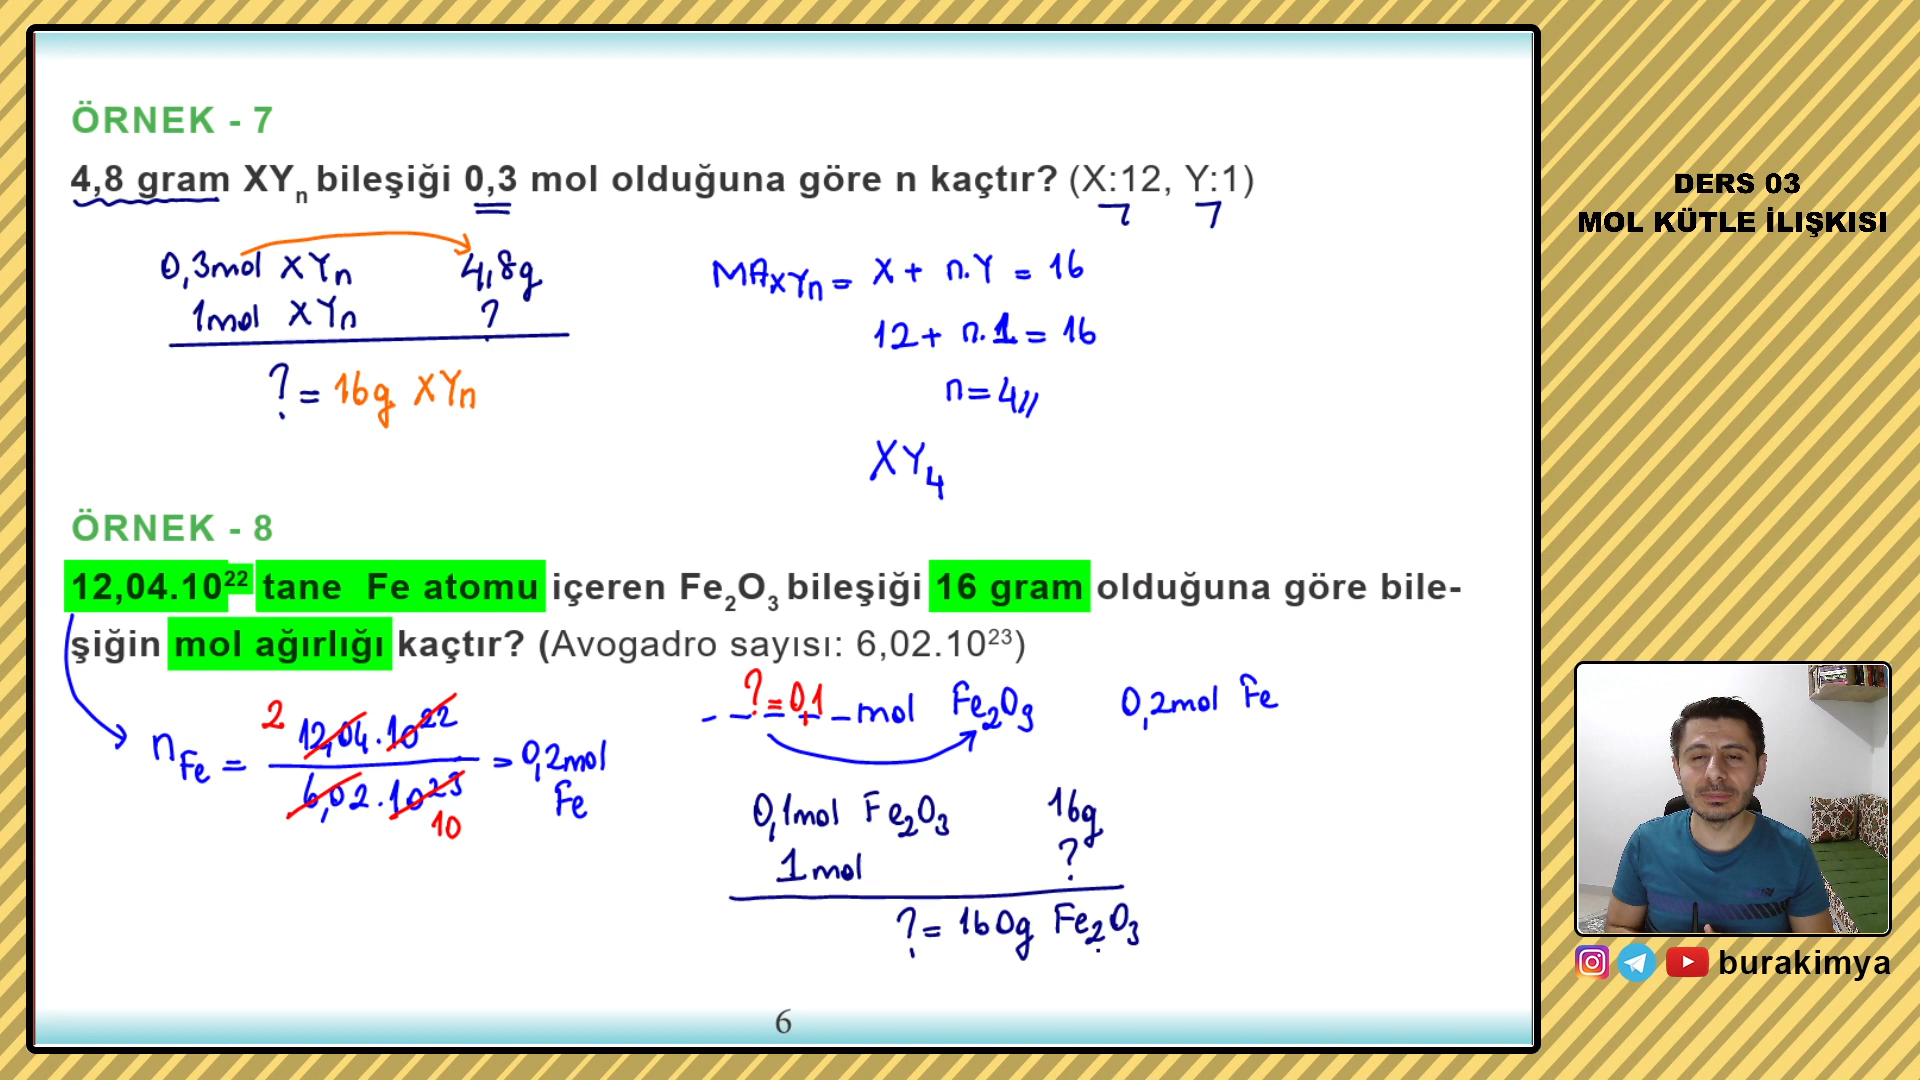 ÖRNEK - 7
4,8 gram XYn bileşiği 0,3 mol olduğuna göre n kaçtır? (X:12, Y:1)
0,3mol XYn 4,8g
1mol XYn ?
? = 16g XYn
MAXYn = X + n.Y = 16
12 + n.1 = 16
n = 4//
XY4
ÖRNEK - 8
12,04.10²² tane Fe atomu içeren Fe₂O₃ bileşiği 16 gram olduğuna göre bile-
şiğin mol ağırlığı kaçtır? (Avogadro sayısı: 6,02.10²³)
nFe = 12,04.10²² / 6,02.10²³ = 0,2mol Fe
2
10
? = 0,1 mol Fe₂O₃ 0,2mol Fe
0,1mol Fe₂O₃ 16g
1mol ?
? = 160g Fe₂O₃
6
DERS 03
MOL KÜTLE İLIŞKISI
burakimya